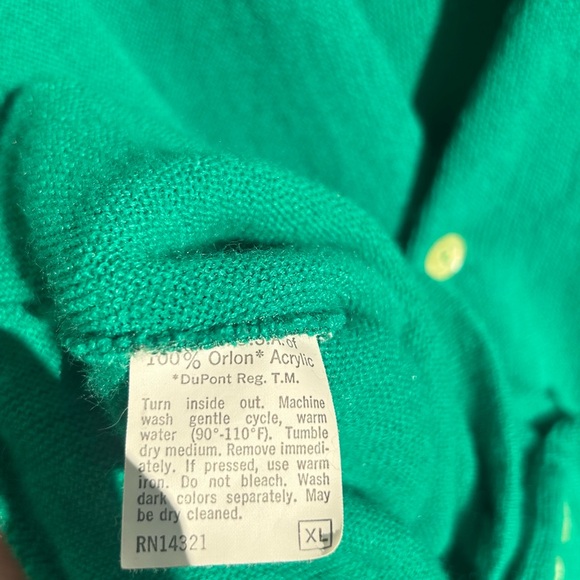 .S.A. of
100% Orlon* Acrylic
*DuPont Reg. T.M.
Turn inside out. Machine
wash gentle cycle, warm
water (90°-110°F). Tumble
dry medium. Remove immedi-
ately. If pressed, use warm
iron. Do not bleach. Wash
dark colors separately. May
be dry cleaned.
RN14321 XL